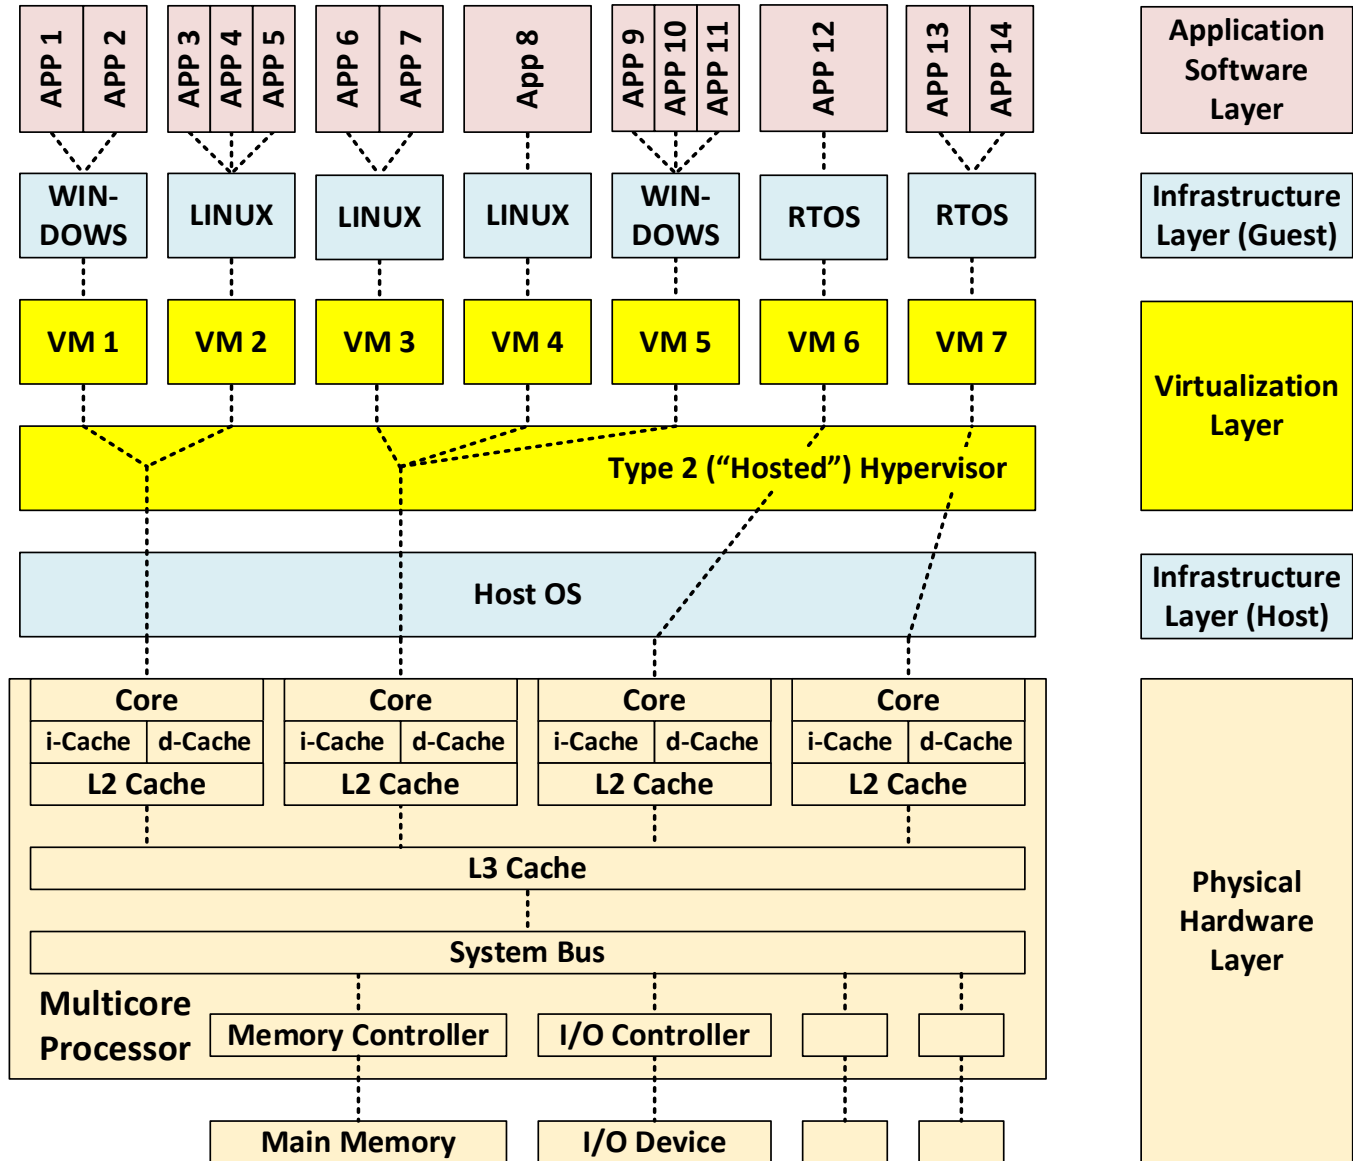 APP 1
APP 2
APP 3
APP 4
APP 5
APP 6
APP 7
App 8
APP 9
APP 10
APP 11
APP 12
APP 13
APP 14
Application
Software
Layer
WIN-
DOWS
LINUX
LINUX
LINUX
WIN-
DOWS
RTOS
RTOS
Infrastructure
Layer (Guest)
VM 1
VM 2
VM 3
VM 4
VM 5
VM 6
VM 7
Virtualization
Layer
Type 2 (“Hosted”) Hypervisor
Host OS
Infrastructure
Layer (Host)
Core
i-Cache
d-Cache
L2 Cache
Core
i-Cache
d-Cache
L2 Cache
Core
i-Cache
d-Cache
L2 Cache
Core
i-Cache
d-Cache
L2 Cache
L3 Cache
System Bus
Physical
Hardware
Layer
Multicore
Processor
Memory Controller
I/O Controller
Main Memory
I/O Device